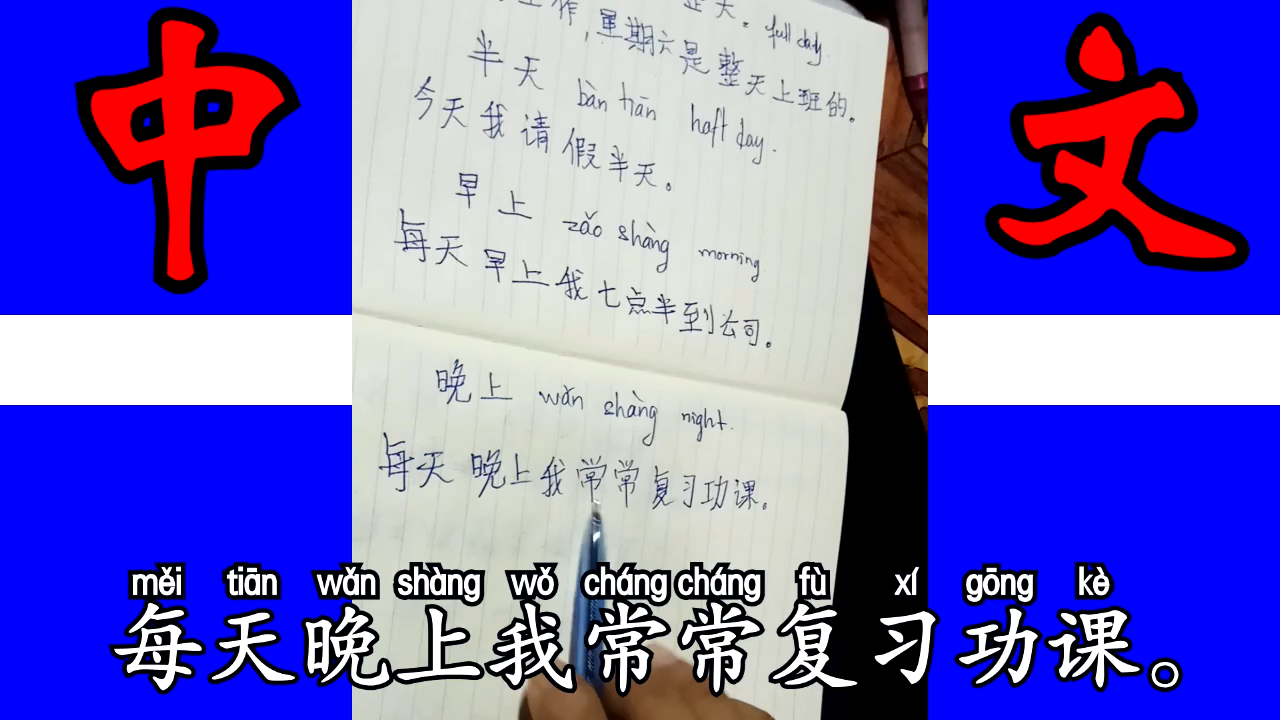 中
文
整天。 full day.
工作,星期六是整天上班的。
半天 bàn tiān haft day.
今天我请假半天。
早上 zǎo shàng morning
每天早上我七点半到公司。
晚上 wǎn shàng night.
每天晚上我常常复习功课。
měi tiān wǎn shàng wǒ cháng cháng fù xí gōng kè
每天晚上我常常复习功课。